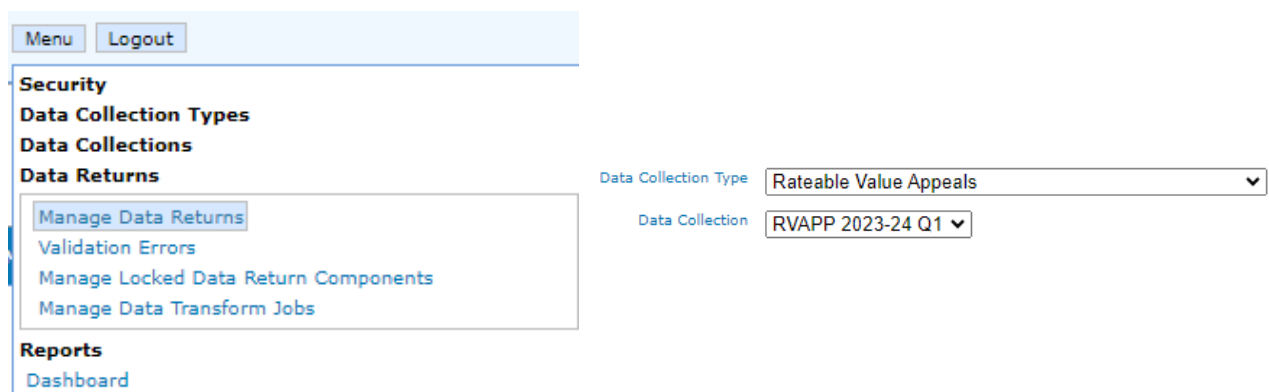 Menu Logout
Security
Data Collection Types
Data Collections
Data Returns
Manage Data Returns
Validation Errors
Manage Locked Data Return Components
Manage Data Transform Jobs
Reports
Dashboard
Data Collection Type Rateable Value Appeals
Data Collection RVAPP 2023-24 Q1